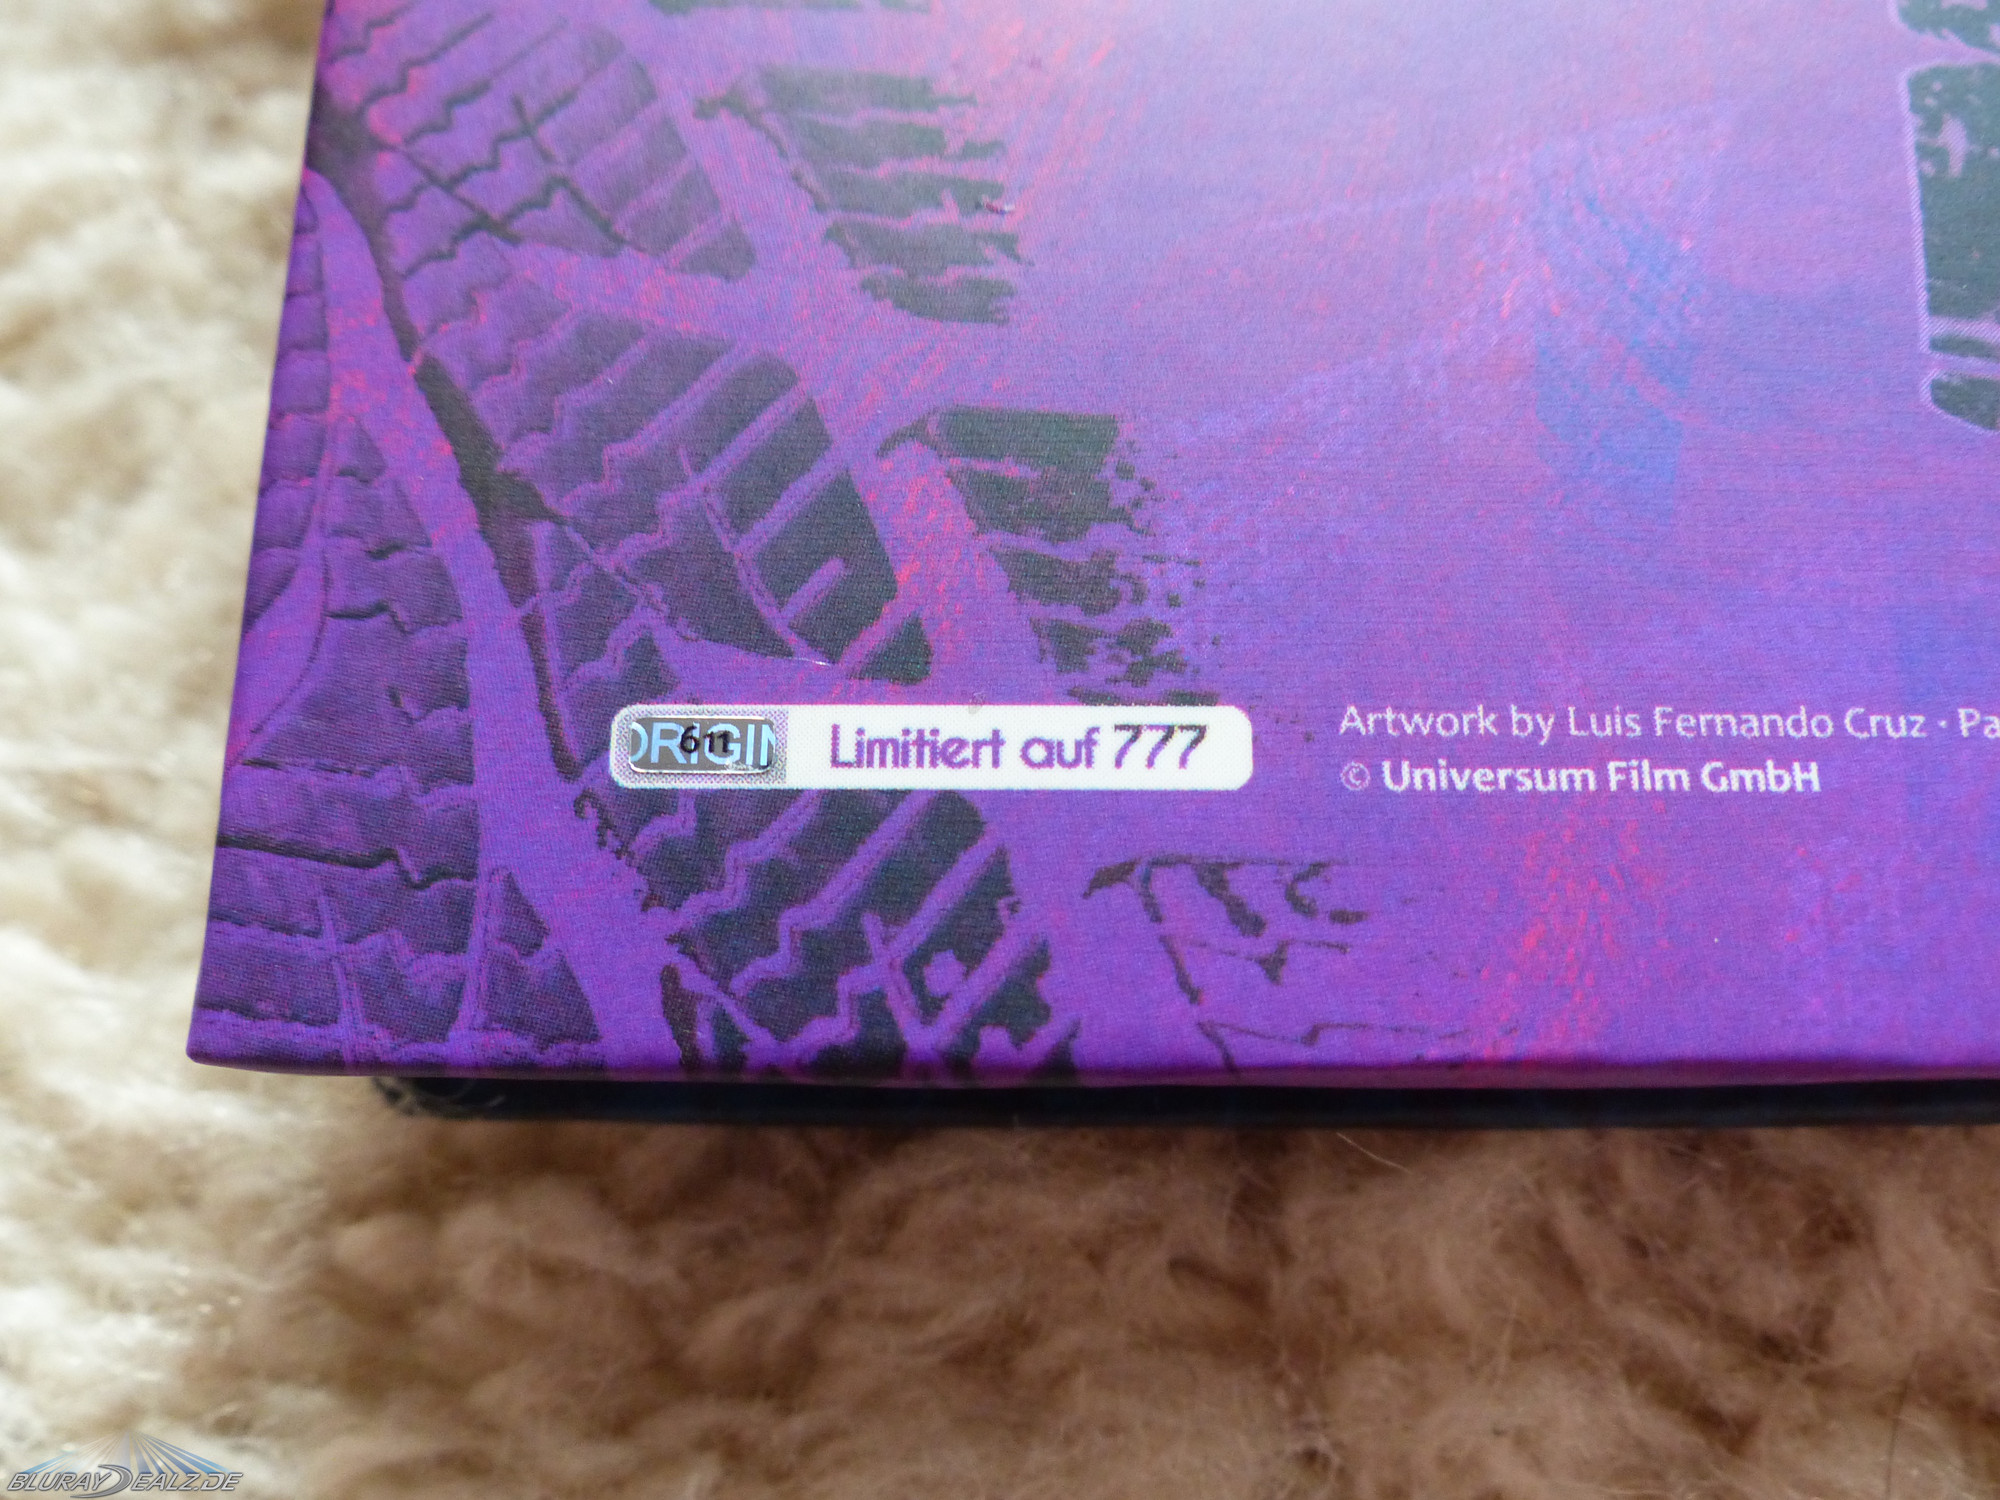 ORIGIN
611
Limitiert auf 777
Artwork by Luis Fernando Cruz · Pa
© Universum Film GmbH
BLURAYDEALZ.DE